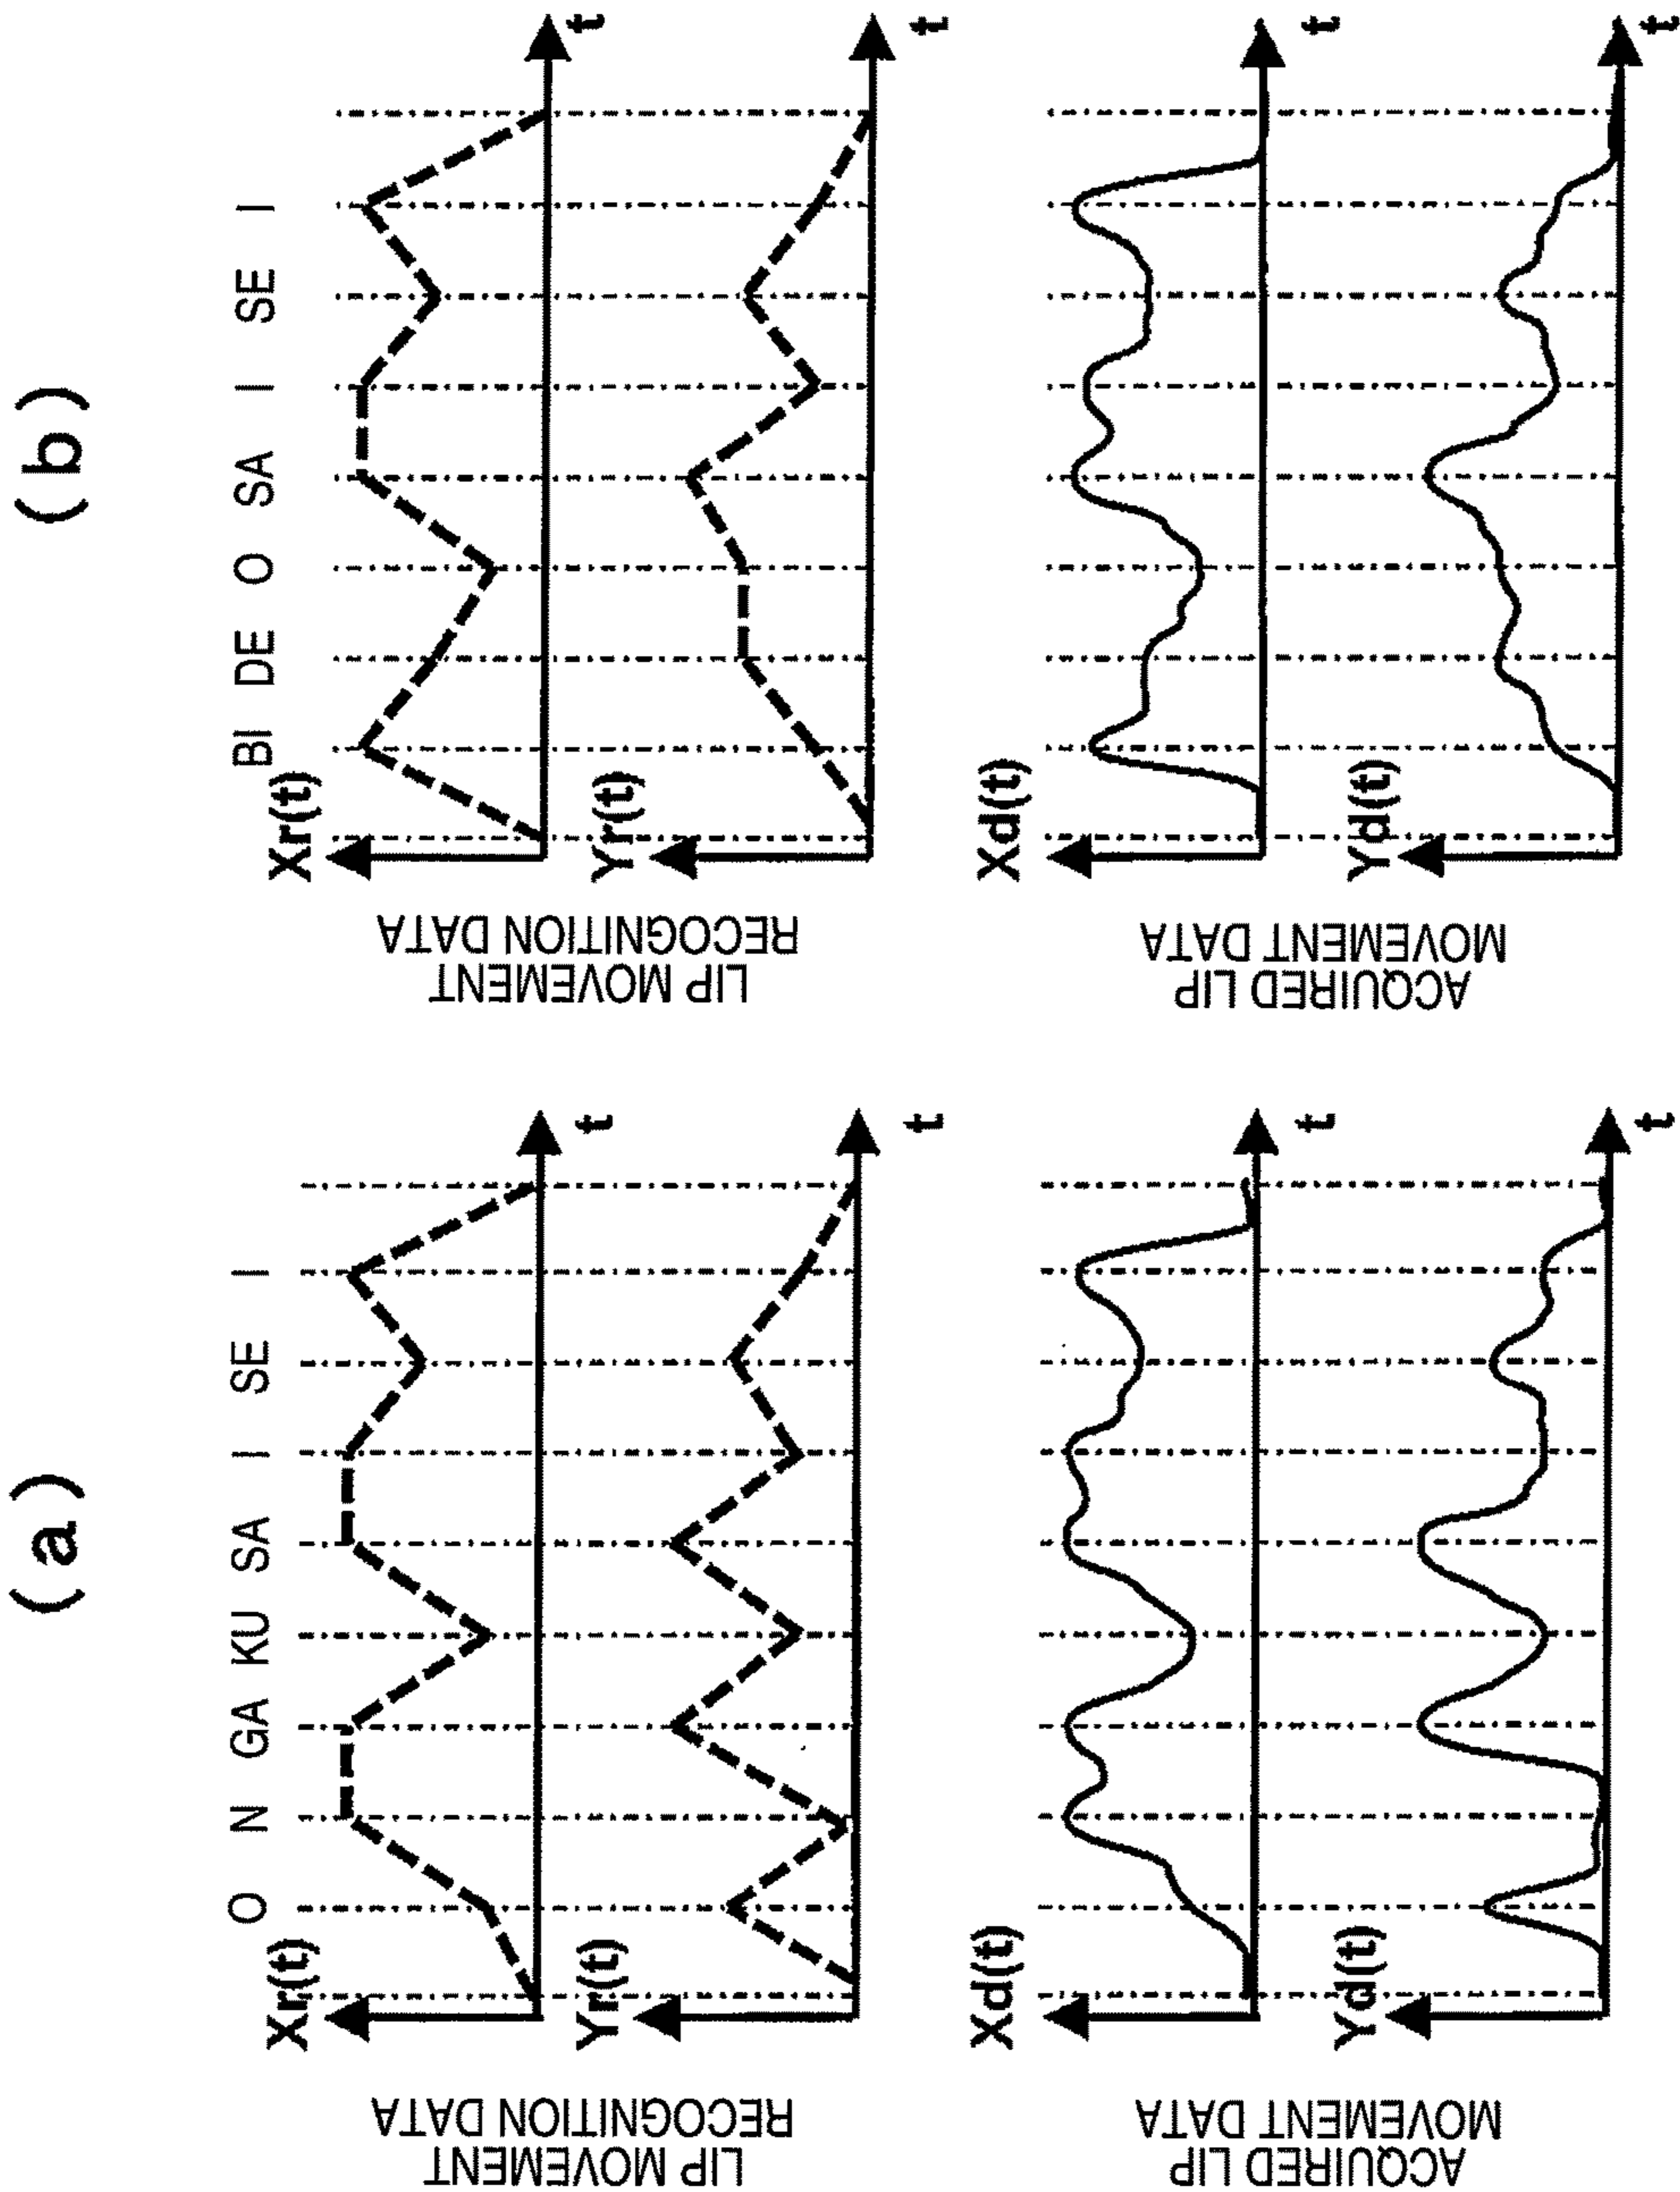 (a)
O N GA KU SA I SE I
Xr(t)
t
Yr(t)
t
LIP MOVEMENT
RECOGNITION DATA
Xd(t)
t
Yd(t)
t
ACQUIRED LIP
MOVEMENT DATA
(b)
BI DE O SA I SE I
Xr(t)
t
Yr(t)
t
LIP MOVEMENT
RECOGNITION DATA
Xd(t)
t
Yd(t)
t
ACQUIRED LIP
MOVEMENT DATA